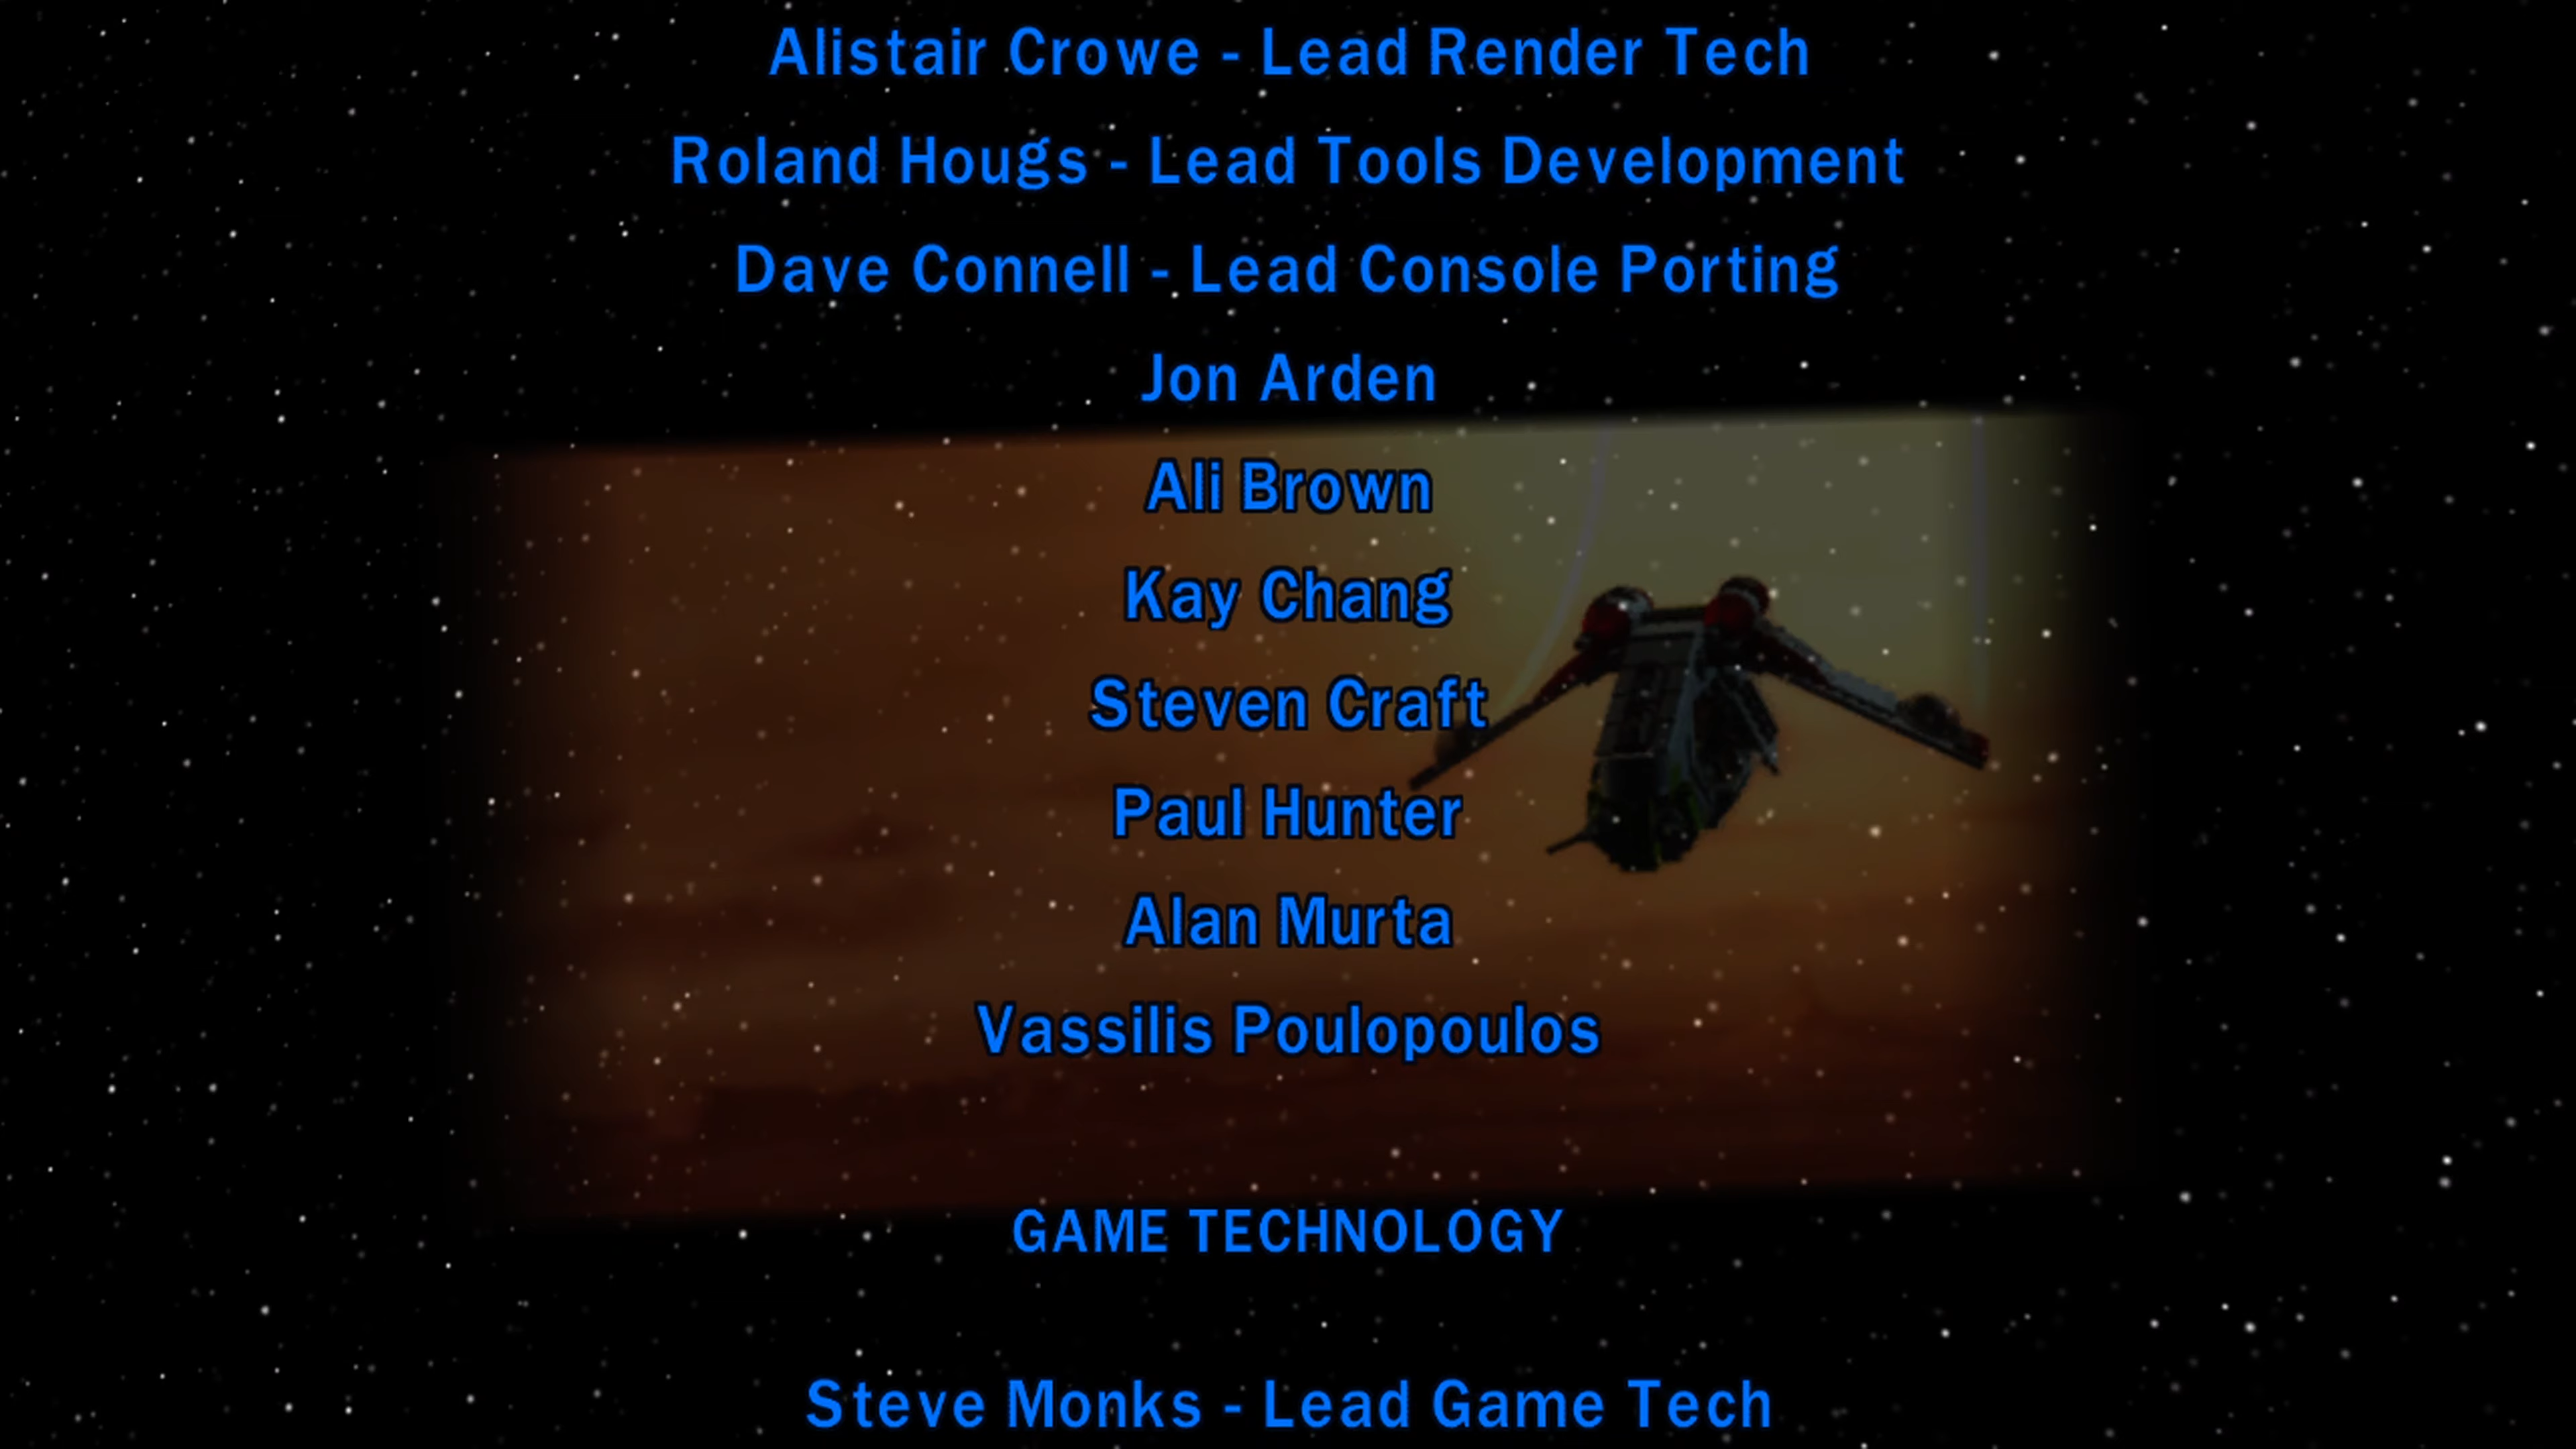 Alistair Crowe - Lead Render Tech
Roland Hougs - Lead Tools Development
Dave Connell - Lead Console Porting
Jon Arden
Ali Brown
Kay Chang
Steven Craft
Paul Hunter
Alan Murta
Vassilis Poulopoulos
GAME TECHNOLOGY
Steve Monks - Lead Game Tech